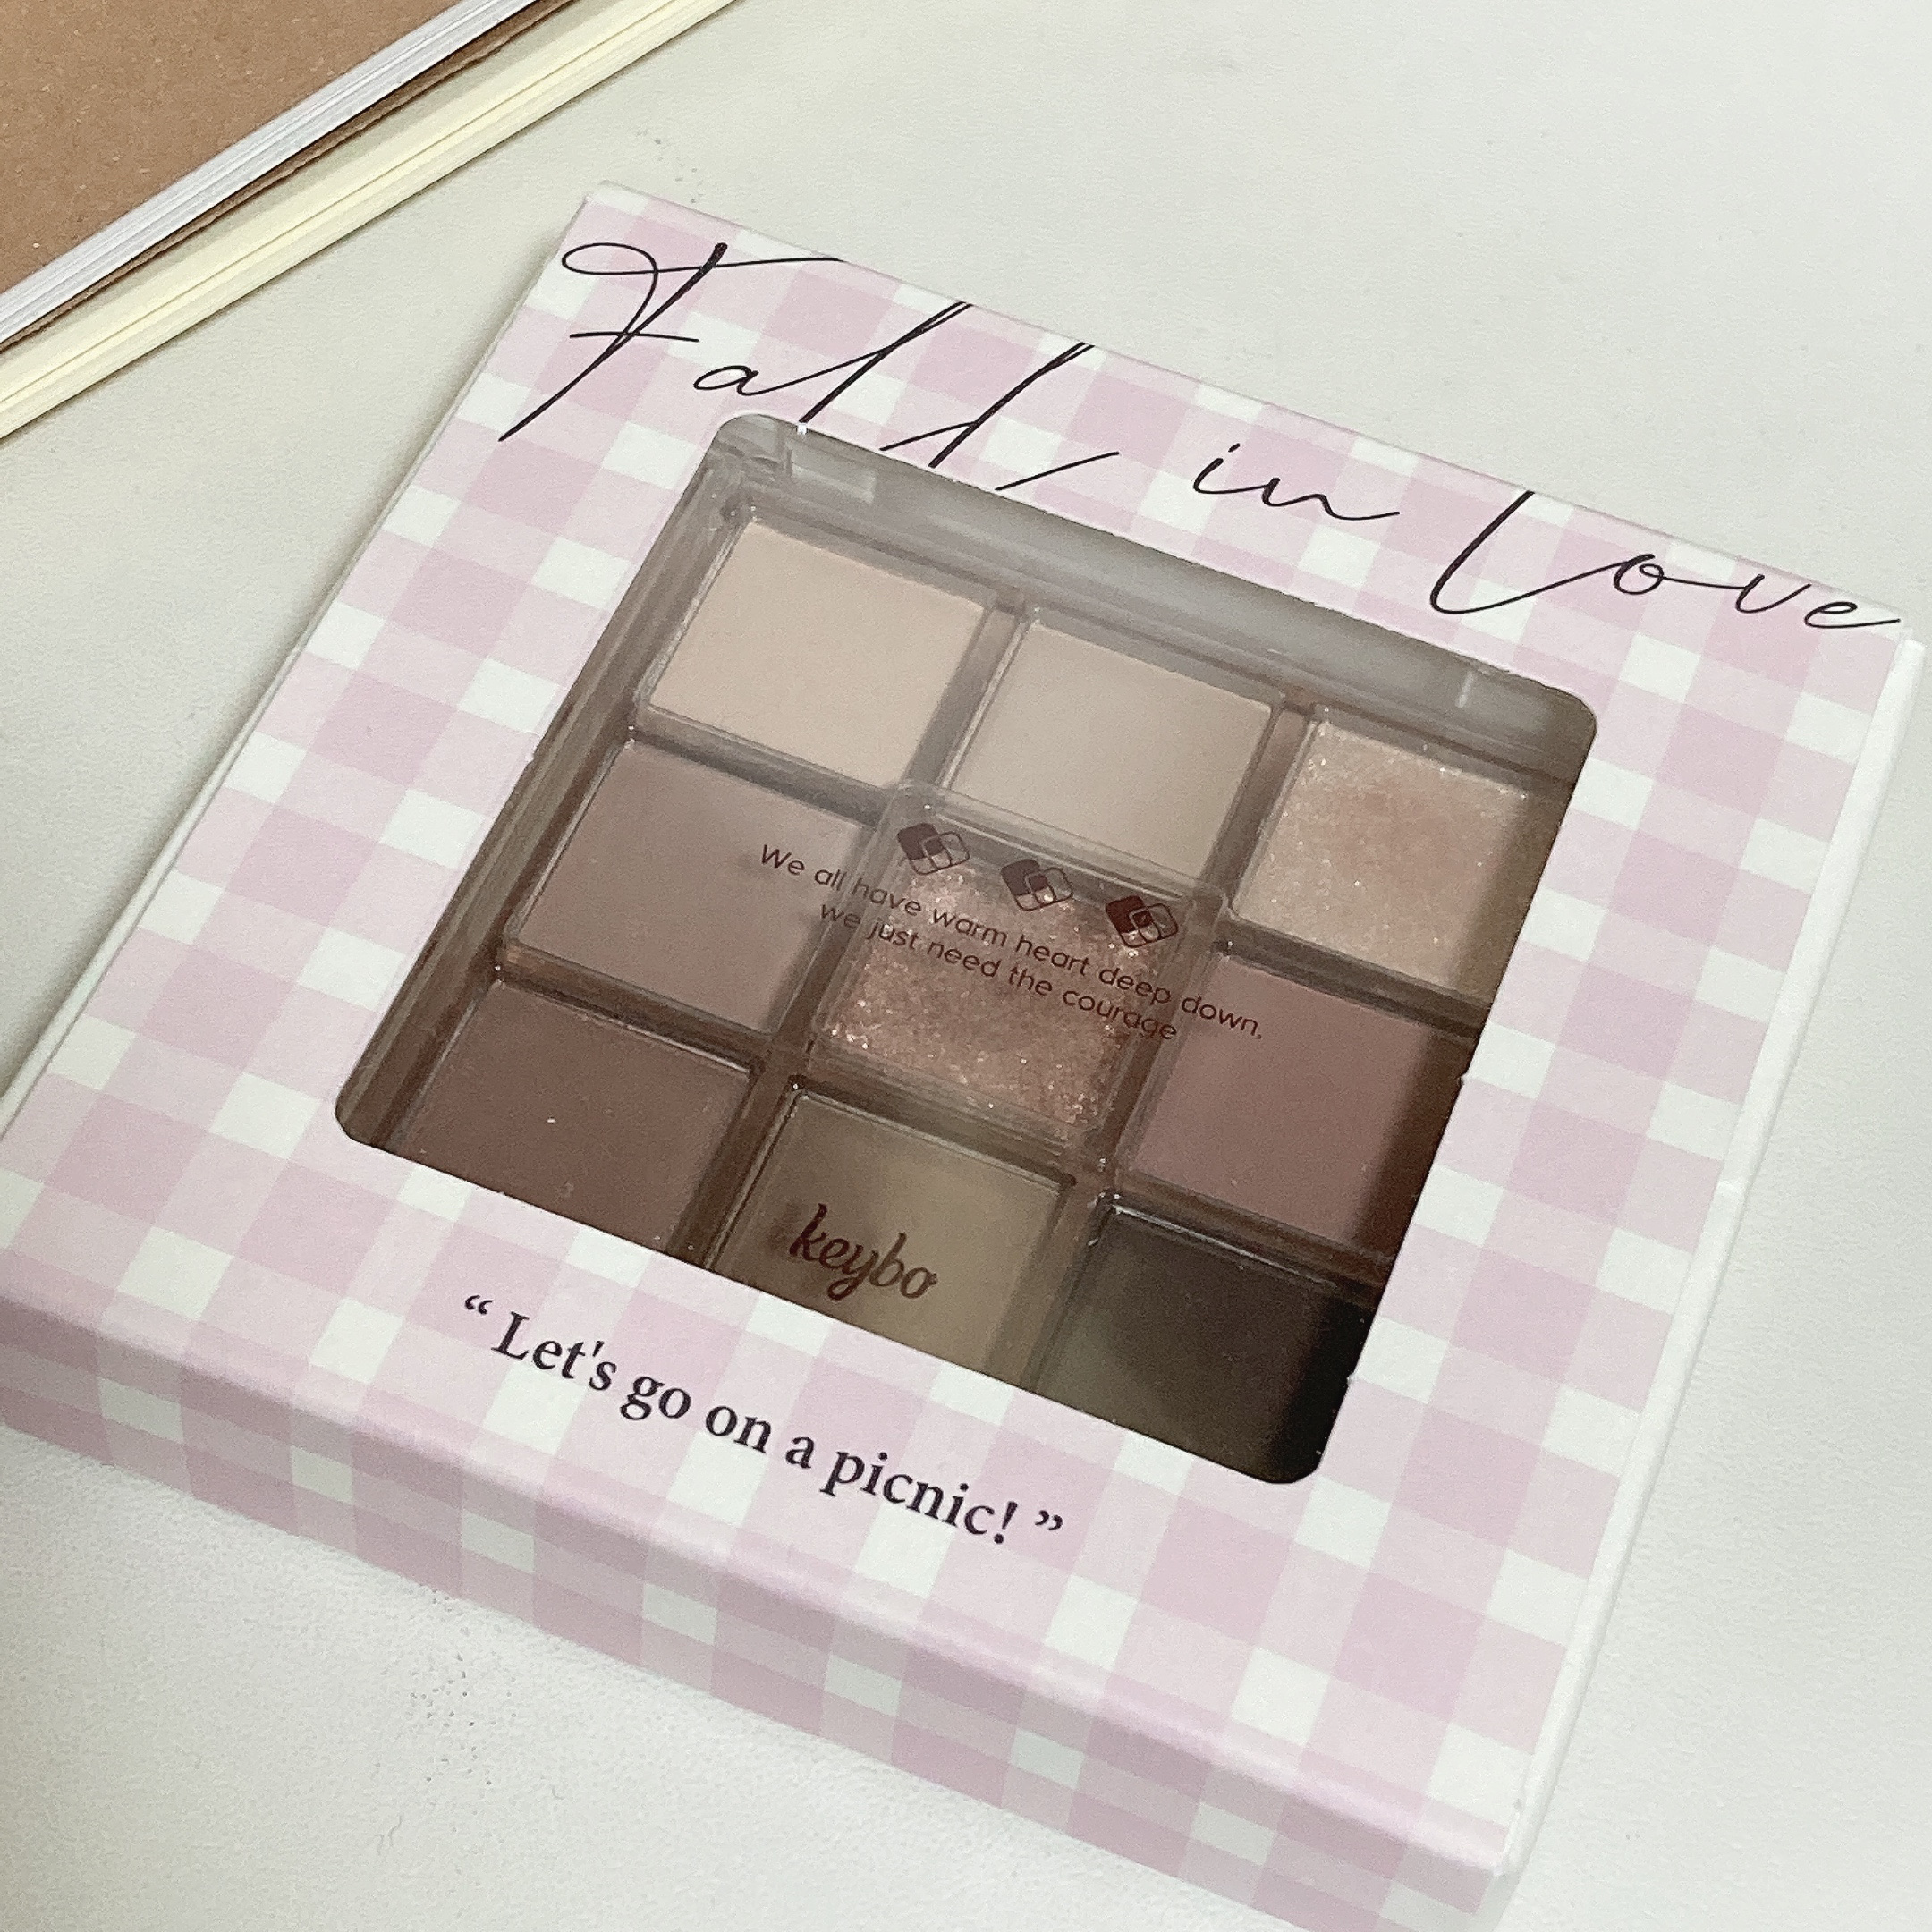 Fall in love
We all have warm heart deep down.
we just need the courage
keybo
“ Let's go on a picnic! ”